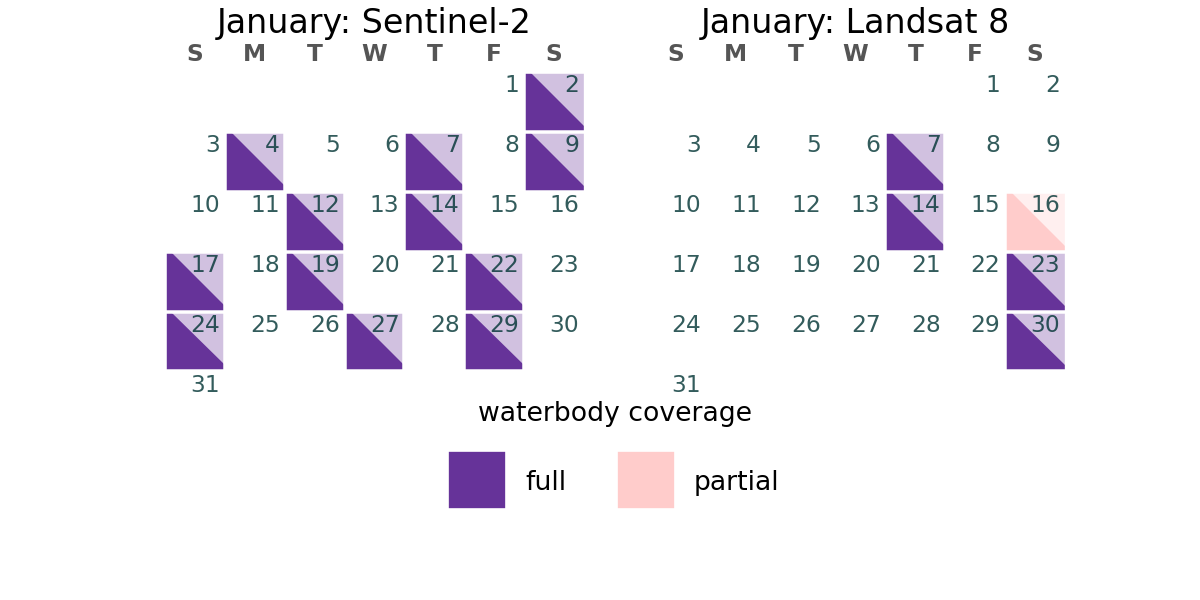 January: Sentinel-2
S M T W T F S
1 2
3 4 5 6 7 8 9
10 11 12 13 14 15 16
17 18 19 20 21 22 23
24 25 26 27 28 29 30
31
January: Landsat 8
S M T W T F S
1 2
3 4 5 6 7 8 9
10 11 12 13 14 15 16
17 18 19 20 21 22 23
24 25 26 27 28 29 30
31
waterbody coverage
full
partial